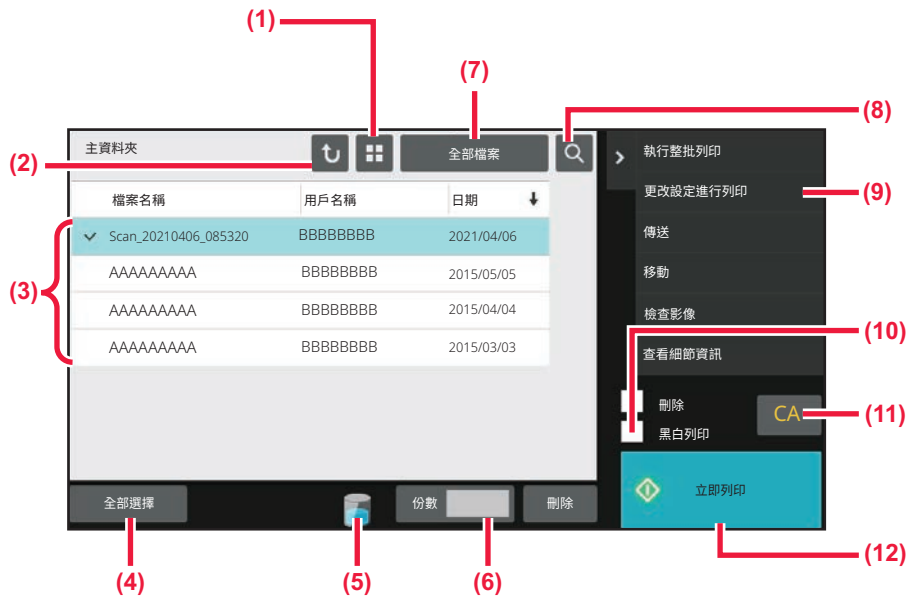 (1)
(7)
(8)
主資料夾 全部檔案 執行整批列印
(2)
更改設定進行列印 (9)
檔案名稱 用戶名稱 日期
Scan_20210406_085320 BBBBBBBB 2021/04/06 傳送
AAAAAAAAA BBBBBBBB 2015/05/05 移動
(3)
AAAAAAAAA BBBBBBBB 2015/04/04 檢查影像
(10)
AAAAAAAAA BBBBBBBB 2015/03/03 查看細節資訊
刪除
CA (11)
黑白列印
全部選擇 份數 刪除 立即列印
(12)
(4) (5) (6)